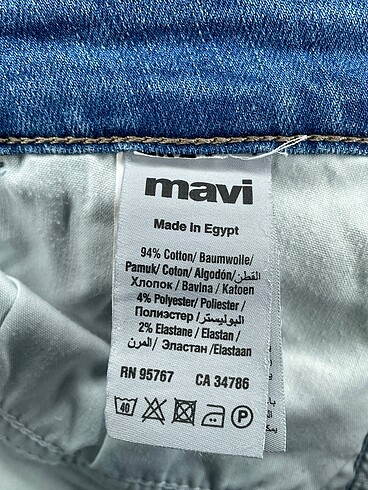 mavi
Made in Egypt
94% Cotton/ Baumwolle/
Pamuk/ Coton/ Algodón/القطن/
Хлопок / Bavlna / Katoen
4% Polyester/ Poliester /
Полиэстер /البوليستر/
2% Elastane / Elastan /
المرن/ Эластан /Elastaan
RN 95767 CA 34786
40
P